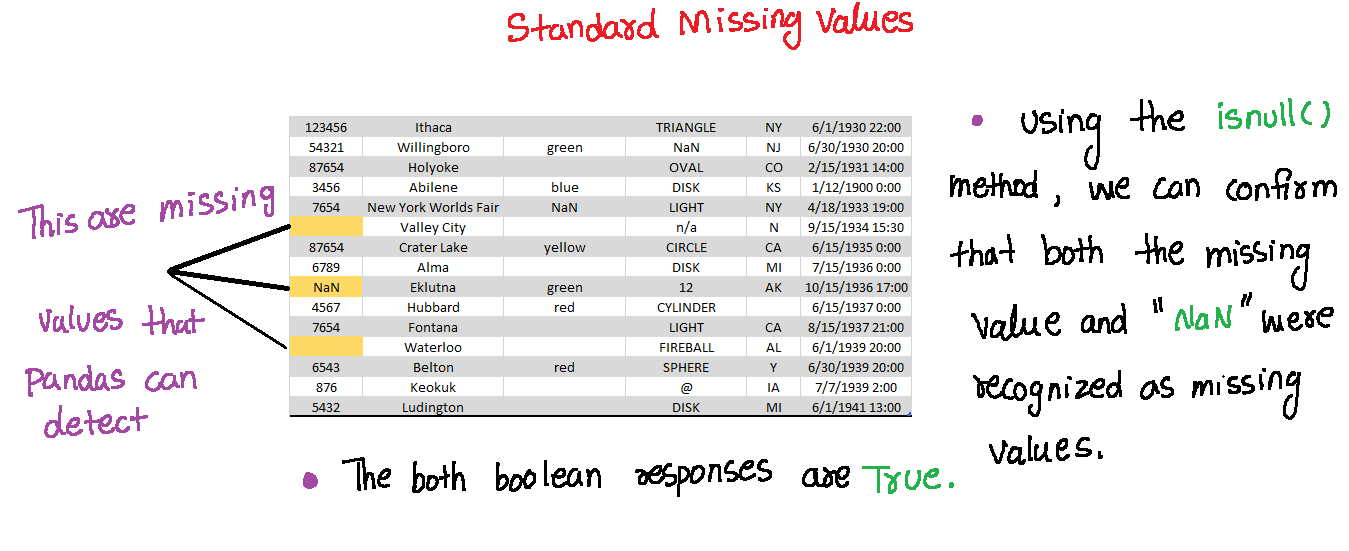 Standard Missing Values
This are missing
values that
Pandas can
detect
123456 Ithaca TRIANGLE NY 6/1/1930 22:00
54321 Willingboro green NaN NJ 6/30/1930 20:00
87654 Holyoke OVAL CO 2/15/1931 14:00
3456 Abilene blue DISK KS 1/12/1900 0:00
7654 New York Worlds Fair NaN LIGHT NY 4/18/1933 19:00
Valley City n/a N 9/15/1934 15:30
87654 Crater Lake yellow CIRCLE CA 6/15/1935 0:00
6789 Alma DISK MI 7/15/1936 0:00
NaN Eklutna green 12 AK 10/15/1936 17:00
4567 Hubbard red CYLINDER 6/15/1937 0:00
7654 Fontana LIGHT CA 8/15/1937 21:00
Waterloo FIREBALL AL 6/1/1939 20:00
6543 Belton red SPHERE Y 6/30/1939 20:00
876 Keokuk @ IA 7/7/1939 2:00
5432 Ludington DISK MI 6/1/1941 13:00
• using the isnull()
method, we can confirm
that both the missing
value and "NaN" were
recognized as missing
values.
• The both boolean responses are True.